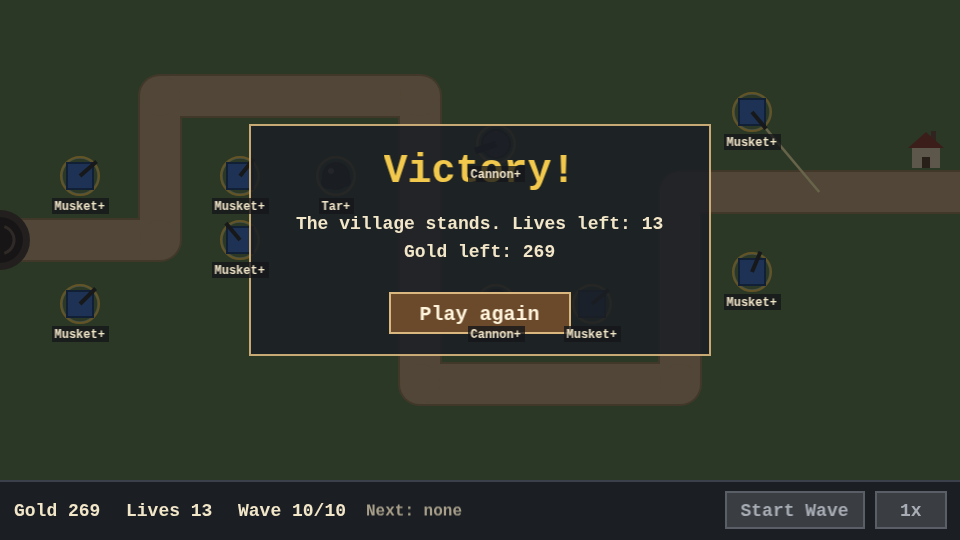 Musket+
Cannon+
Victory!
Musket+
Musket+
Tar+
The village stands. Lives left: 13
Gold left: 269
Musket+
Musket+
Play again
Musket+
Cannon+
Musket+
Gold 269 Lives 13 Wave 10/10 Next: none Start Wave 1x